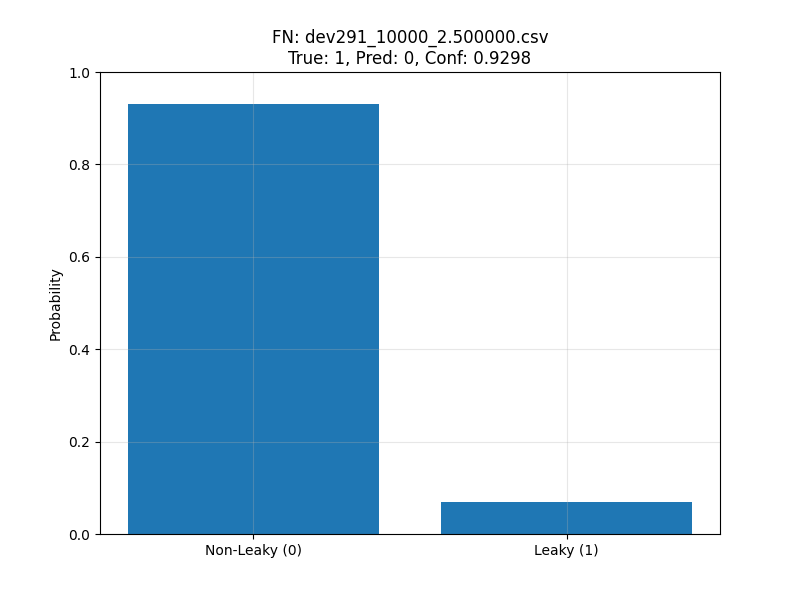 FN: dev291_10000_2.500000.csv
True: 1, Pred: 0, Conf: 0.9298
1.0
0.8
0.6
0.4
0.2
0.0
Probability
Non-Leaky (0)
Leaky (1)